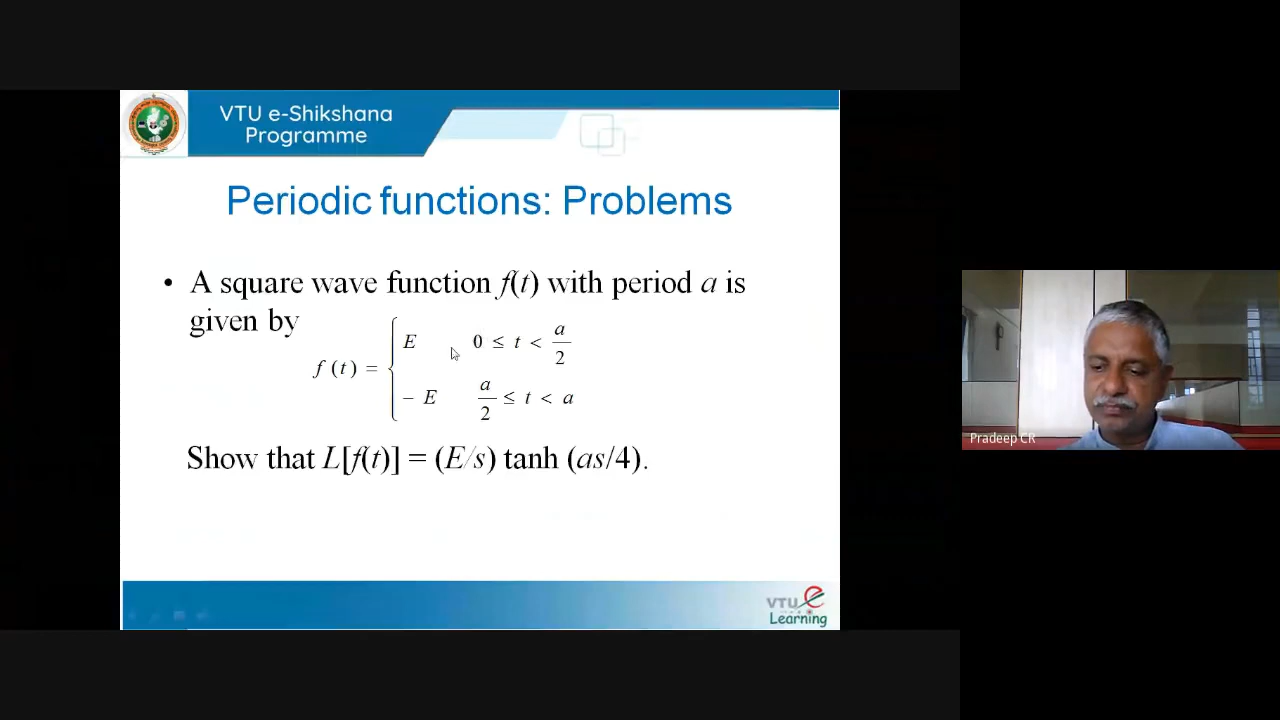 VTU e-Shikshana
Programme
Periodic functions: Problems
• A square wave function f(t) with period a is
given by
f (t) = { E 0 ≤ t < a/2
− E a/2 ≤ t < a
Show that L[f(t)] = (E/s) tanh (as/4).
Pradeep CR
VTU e
Learning